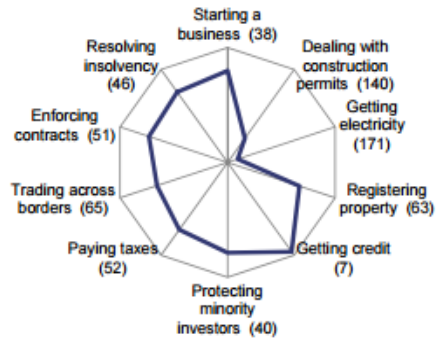 Starting a
business (38)
Dealing with
construction
permits (140)
Getting
electricity
(171)
Registering
property (63)
Getting credit
(7)
Protecting
minority
investors (40)
Paying taxes
(52)
Trading across
borders (65)
Enforcing
contracts (51)
Resolving
insolvency
(46)